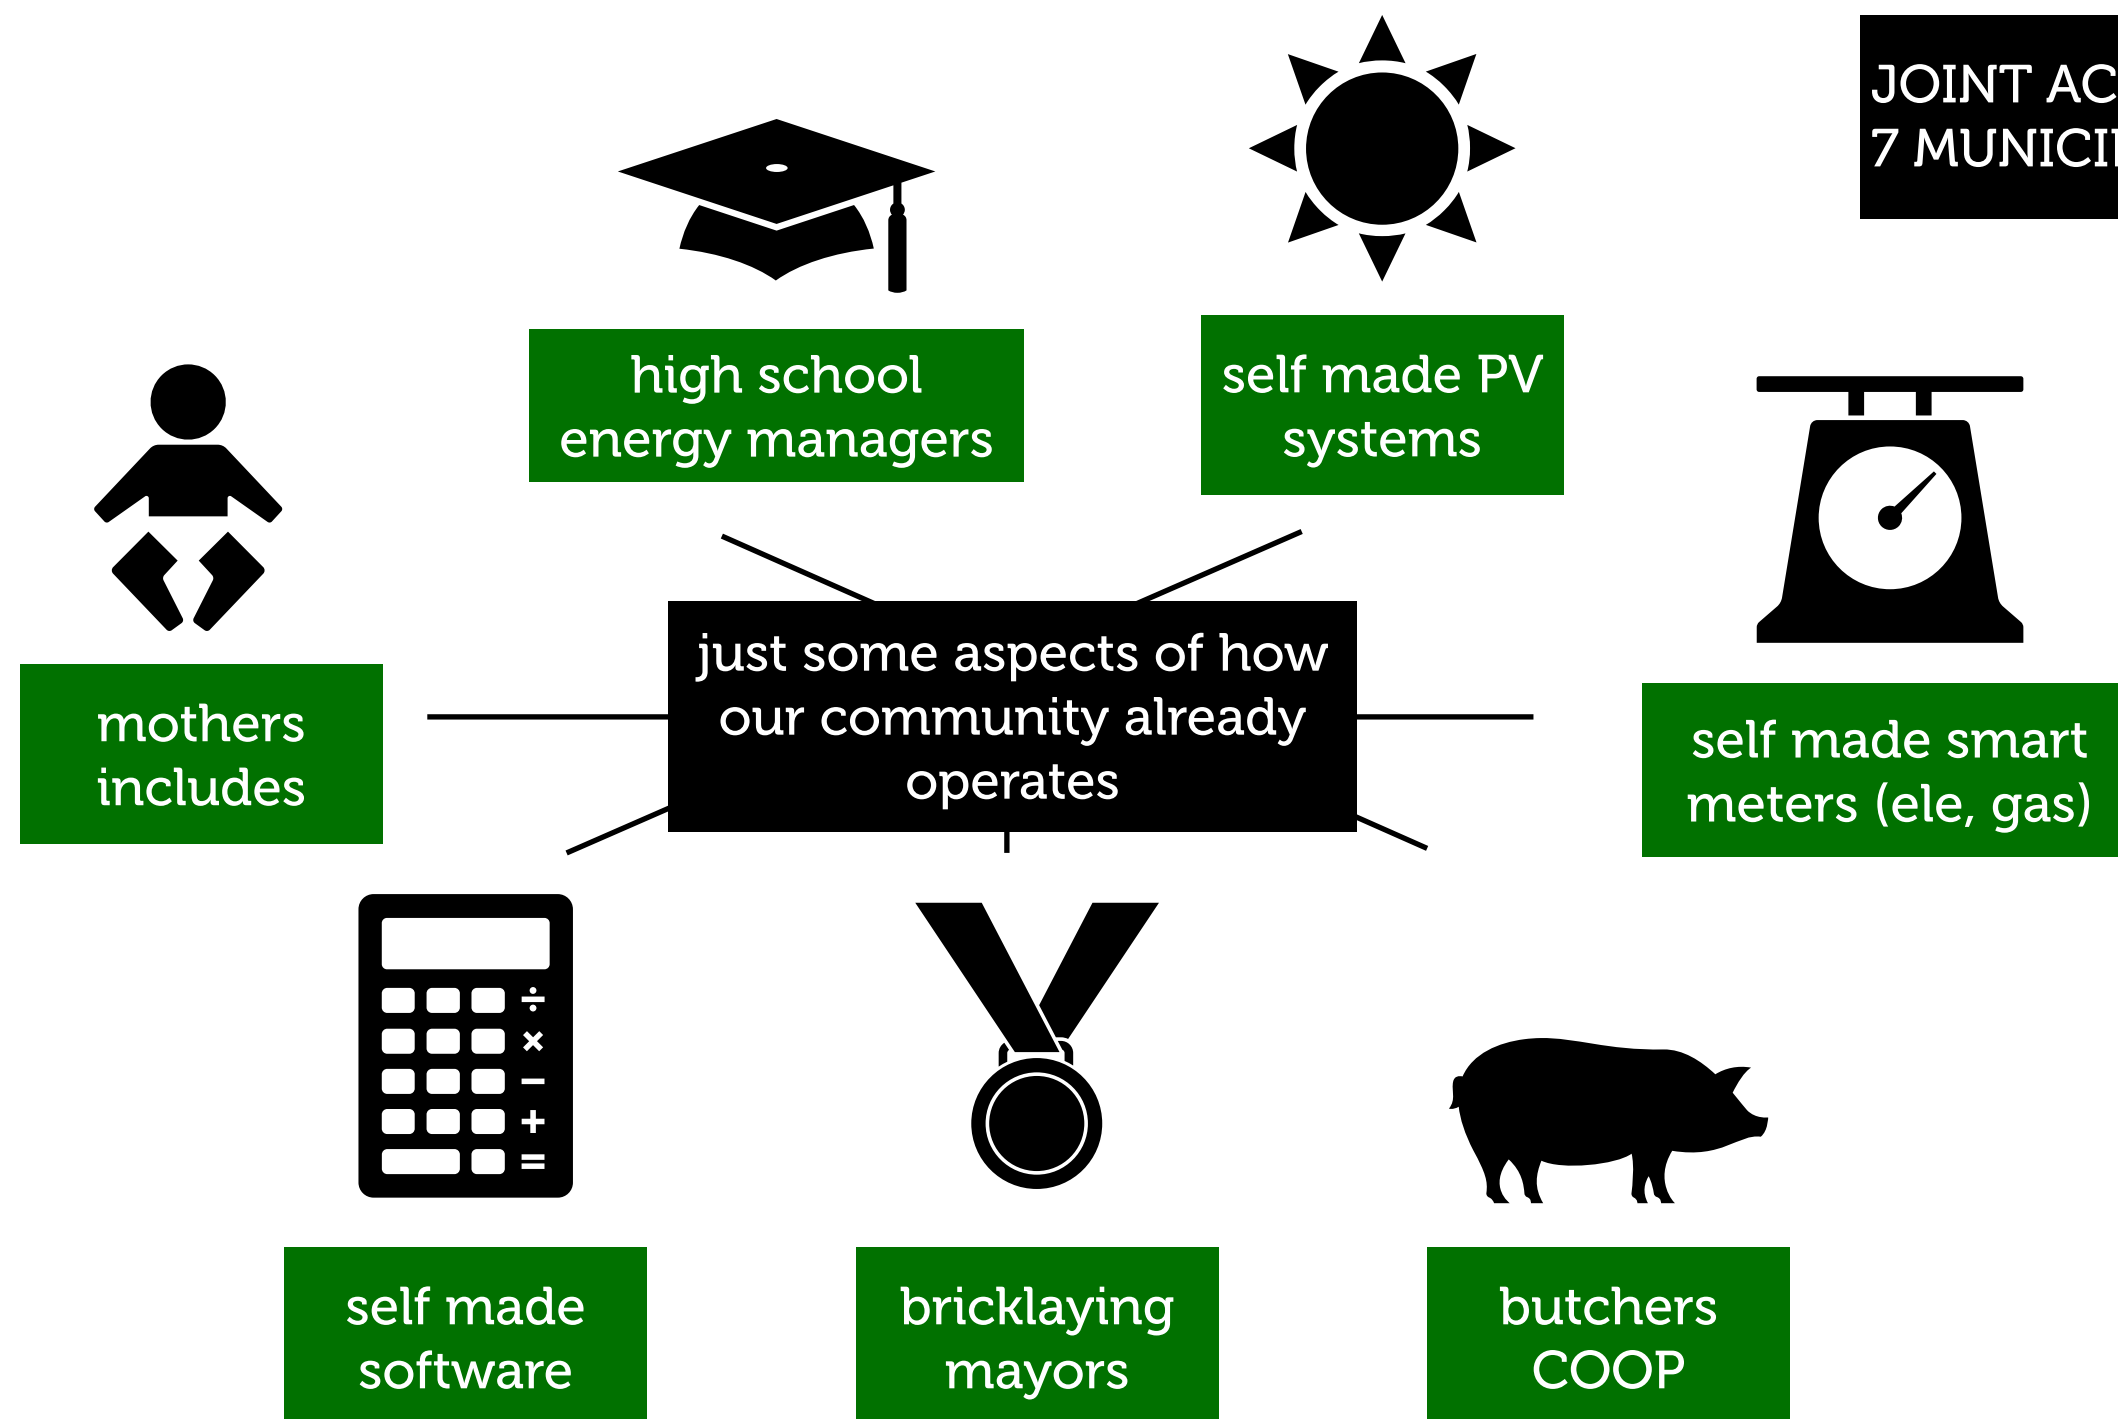 JOINT AC
7 MUNICI
high school
energy managers
self made PV
systems
mothers
includes
just some aspects of how
our community already
operates
self made smart
meters (ele, gas)
self made
software
bricklaying
mayors
butchers
COOP